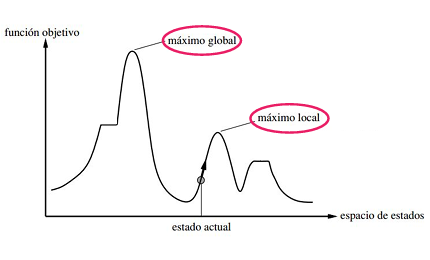 función objetivo
máximo global
máximo local
espacio de estados
estado actual